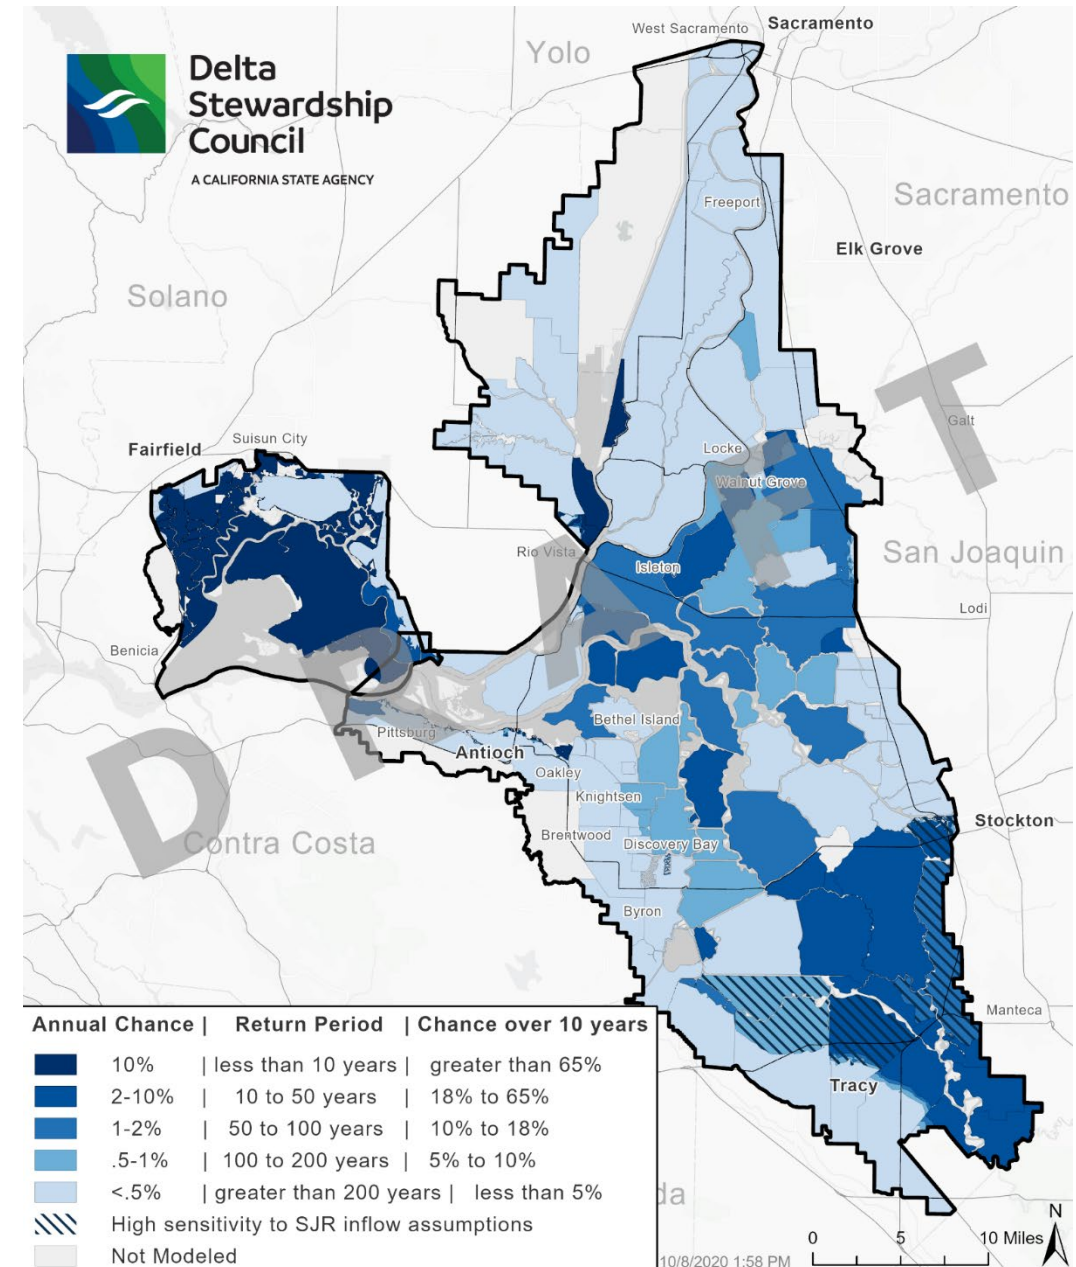 West Sacramento
Sacramento
Yolo
Delta
Stewardship
Council
A CALIFORNIA STATE AGENCY
Sacramento
Freeport
Elk Grove
Solano
Galt
Fairfield
Suisun City
Locke
Walnut Grove
San Joaquin
Rio Vista
Isleton
Lodi
Benicia
Bethel Island
Pittsburg
Antioch
Oakley
Knightsen
Stockton
Brentwood
Discovery Bay
Contra Costa
Byron
DRAFT
Manteca
Tracy
Annual Chance | Return Period | Chance over 10 years
10% | less than 10 years | greater than 65%
2-10% | 10 to 50 years | 18% to 65%
1-2% | 50 to 100 years | 10% to 18%
.5-1% | 100 to 200 years | 5% to 10%
<.5% | greater than 200 years | less than 5%
High sensitivity to SJR inflow assumptions
Not Modeled
da
N
0 5 10 Miles
10/8/2020 1:58 PM